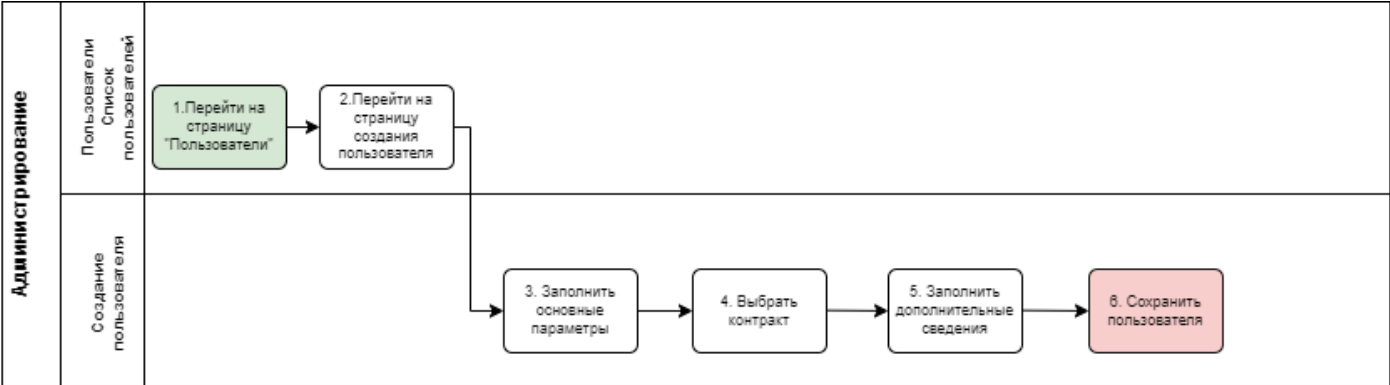 Администрирование
Пользователи
Список
пользователей
1.Перейти на
страницу
"Пользователи"
2.Перейти на
страницу
создания
пользователя
Создание
пользователя
3. Заполнить
основные
параметры
4. Выбрать
контракт
5. Заполнить
дополнительные
сведения
6. Сохранить
пользователя